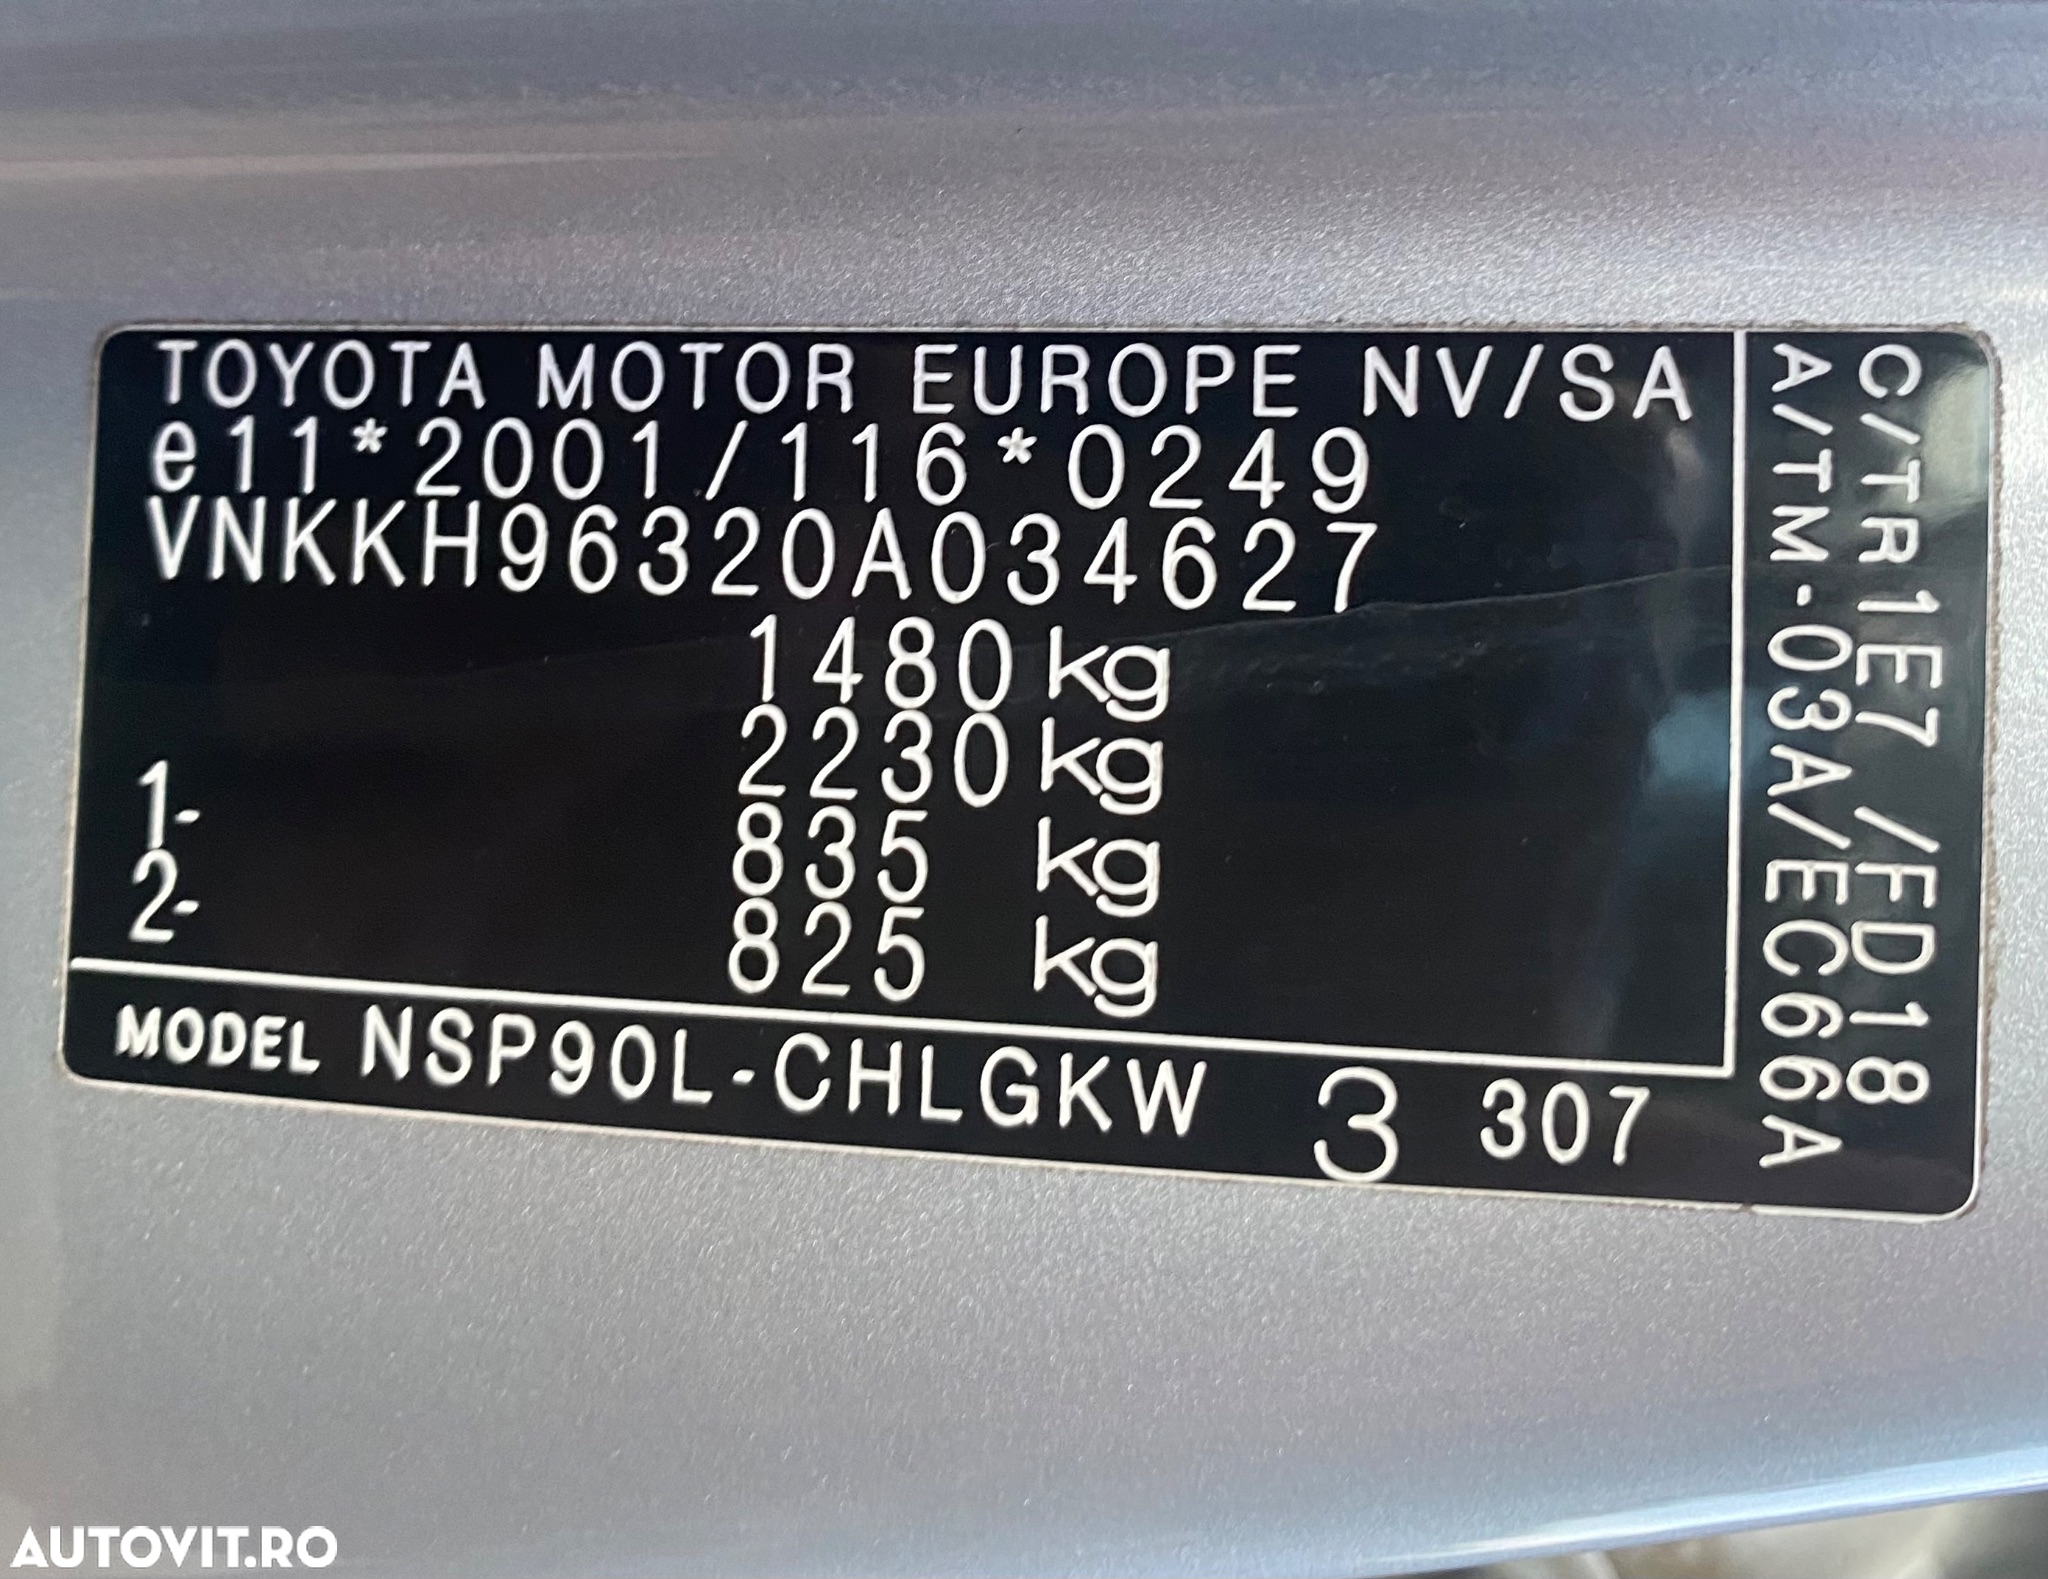 TOYOTA MOTOR EUROPE NV/SA
e11*2001/116*0249
VNKKH96320A034627
1480 kg
2230 kg
1- 835 kg
2- 825 kg
MODEL NSP90L-CHLGKW 3 307
C/TR1E7 /FD18
A/TM-03A/EC666A
AUTOVIT.RO